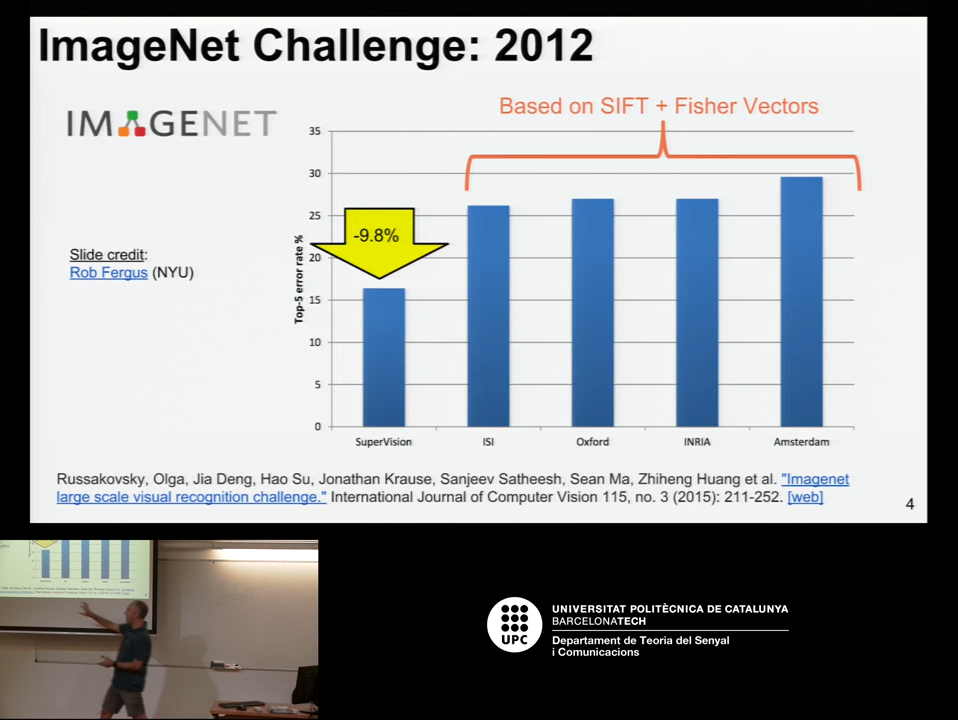 ImageNet Challenge: 2012
IMAGENET
Based on SIFT + Fisher Vectors
35
30
25
20
15
10
5
0
Top-5 error rate %
-9.8%
SuperVision
ISI
Oxford
INRIA
Amsterdam
Slide credit:
Rob Fergus (NYU)
Russakovsky, Olga, Jia Deng, Hao Su, Jonathan Krause, Sanjeev Satheesh, Sean Ma, Zhiheng Huang et al. "Imagenet
large scale visual recognition challenge." International Journal of Computer Vision 115, no. 3 (2015): 211-252. [web]
4
UPC
UNIVERSITAT POLITÈCNICA DE CATALUNYA
BARCELONATECH
Departament de Teoria del Senyal
i Comunicacions